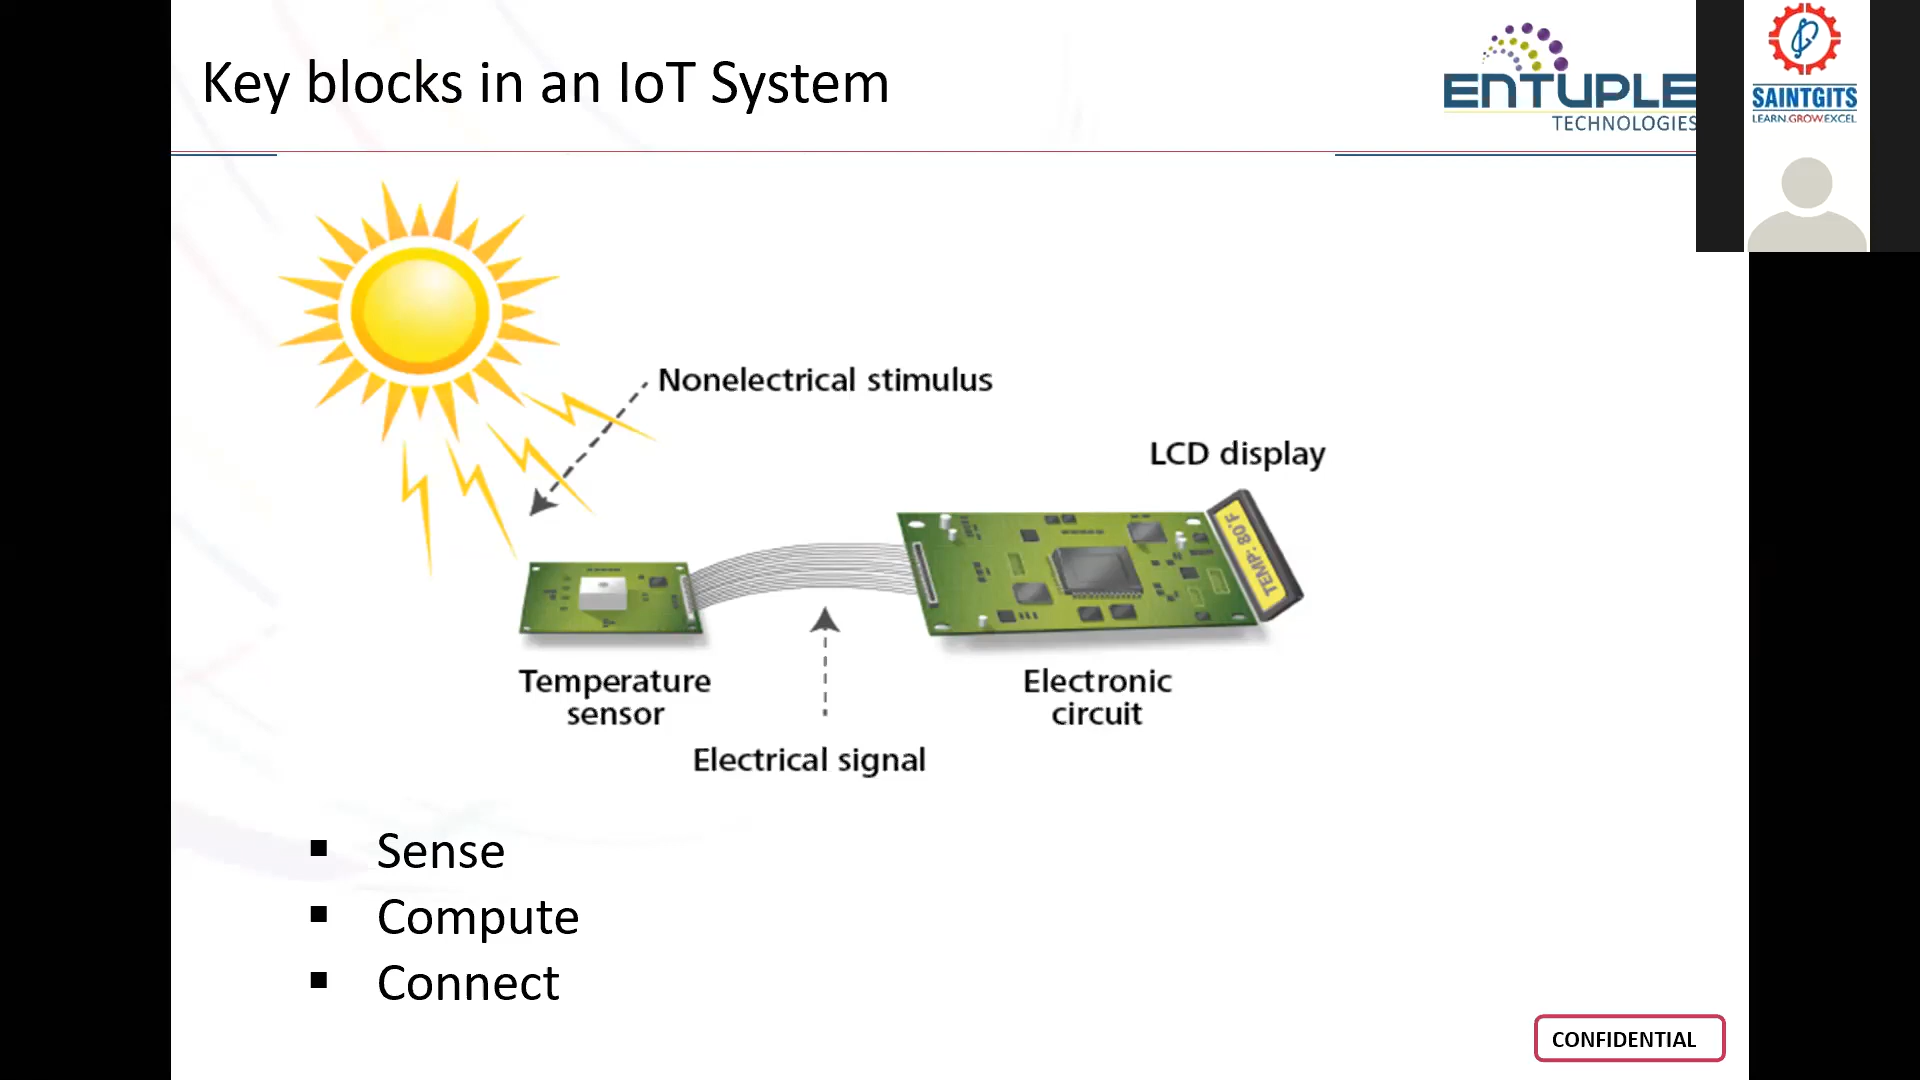 Key blocks in an IoT System
ENTUPLE
TECHNOLOGIES
SAINTGITS
LEARN.GROW.EXCEL
Nonelectrical stimulus
LCD display
TEMP: 80°F
Temperature
sensor
Electronic
circuit
Electrical signal
▪ Sense
▪ Compute
▪ Connect
CONFIDENTIAL